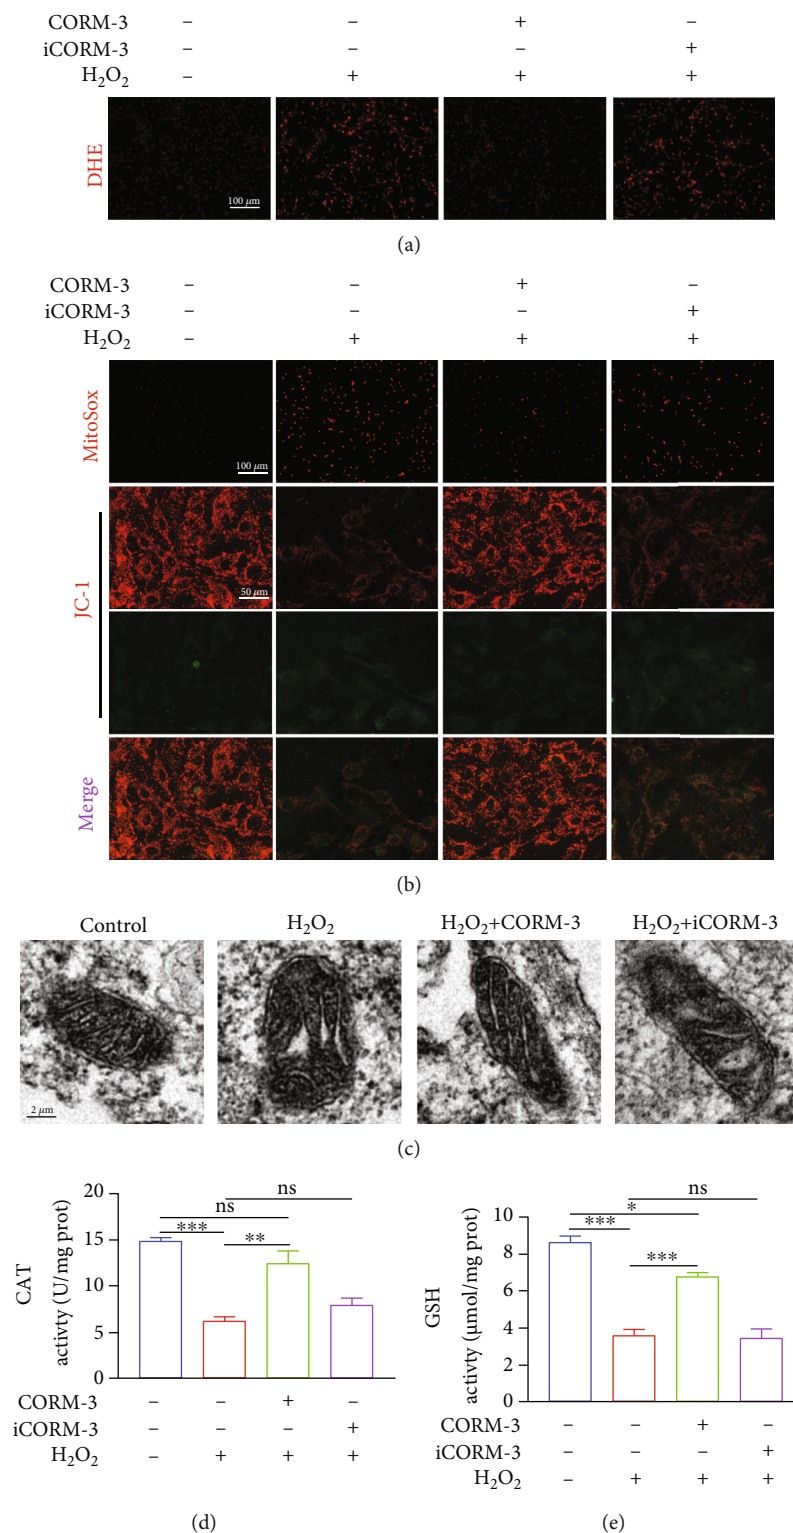 CORM-3 – – + –
iCORM-3 – – – +
H₂O₂ – + + +
DHE
100 μm
(a)
CORM-3 – – + –
iCORM-3 – – – +
H₂O₂ – + + +
MitoSox
100 μm
JC-1
50 μm
Merge
(b)
Control H₂O₂ H₂O₂+CORM-3 H₂O₂+iCORM-3
2 μm
(c)
CAT
activty (U/mg prot)
20
15
10
5
0
ns
ns
*** **
CORM-3 – – + –
iCORM-3 – – – +
H₂O₂ – + + +
(d)
GSH
activty (μmol/mg prot)
10
8
6
4
2
0
ns
*
***
***
CORM-3 – – + –
iCORM-3 – – – +
H₂O₂ – + + +
(e)